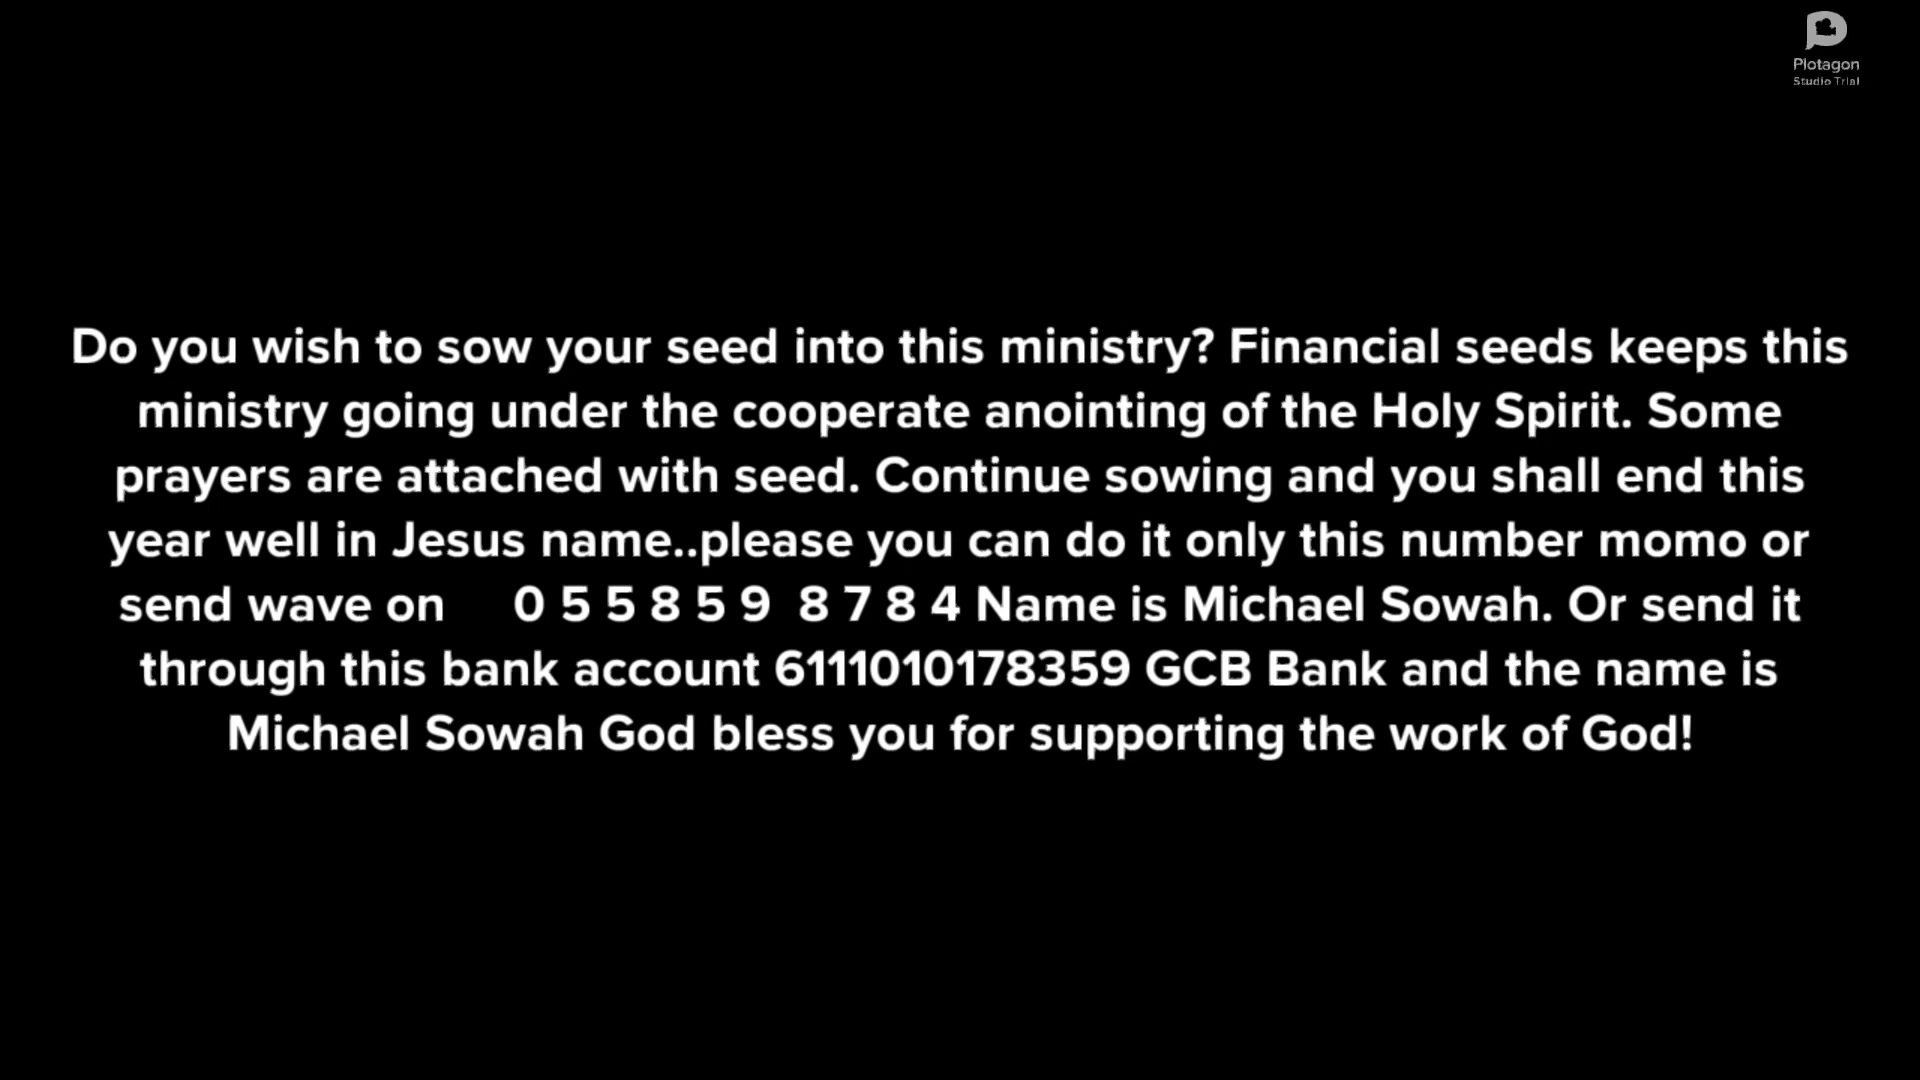 Plotagon
Studio Trial
Do you wish to sow your seed into this ministry? Financial seeds keeps this
ministry going under the cooperate anointing of the Holy Spirit. Some
prayers are attached with seed. Continue sowing and you shall end this
year well in Jesus name..please you can do it only this number momo or
send wave on 0 5 5 8 5 9 8 7 8 4 Name is Michael Sowah. Or send it
through this bank account 6111010178359 GCB Bank and the name is
Michael Sowah God bless you for supporting the work of God!